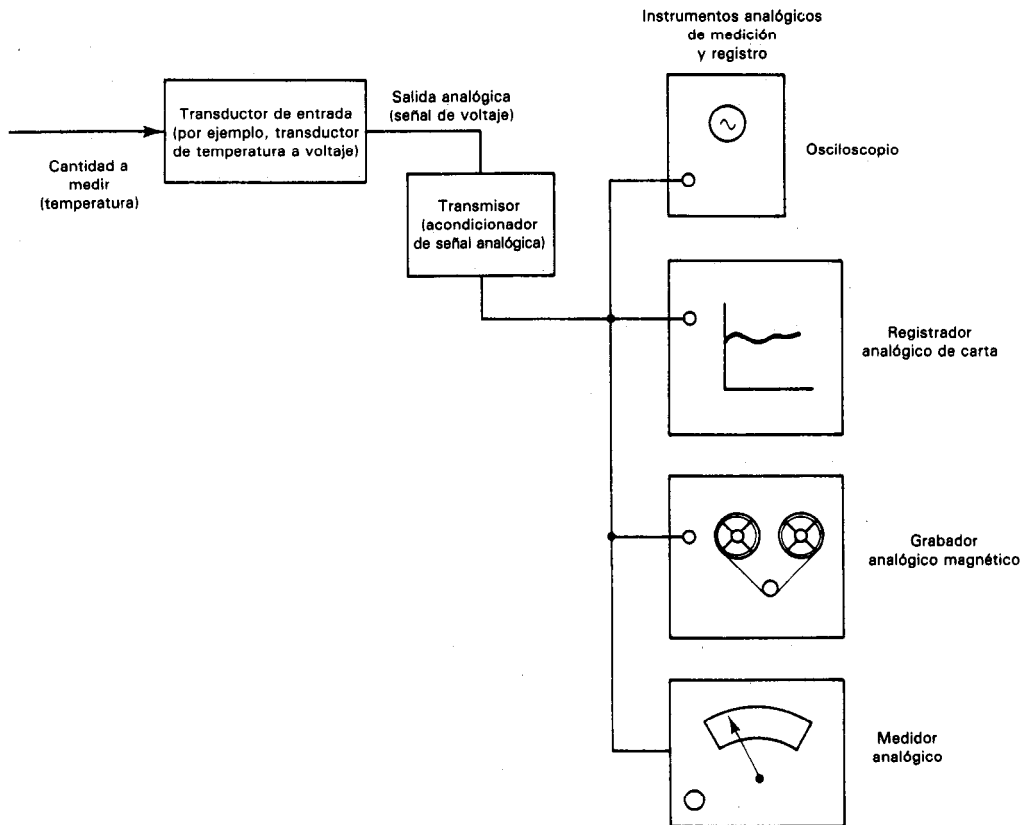 Instrumentos analógicos
de medición
y registro
Transductor de entrada
(por ejemplo, transductor
de temperatura a voltaje)
Salida analógica
(señal de voltaje)
Cantidad a
medir
(temperatura)
Transmisor
(acondicionador
de señal analógica)
Osciloscopio
Registrador
analógico de carta
Grabador
analógico magnético
Medidor
analógico